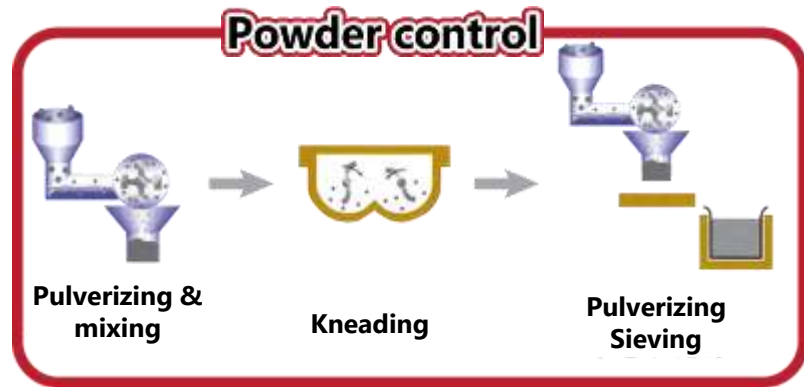 Powder control
Pulverizing &
mixing
Kneading
Pulverizing
Sieving